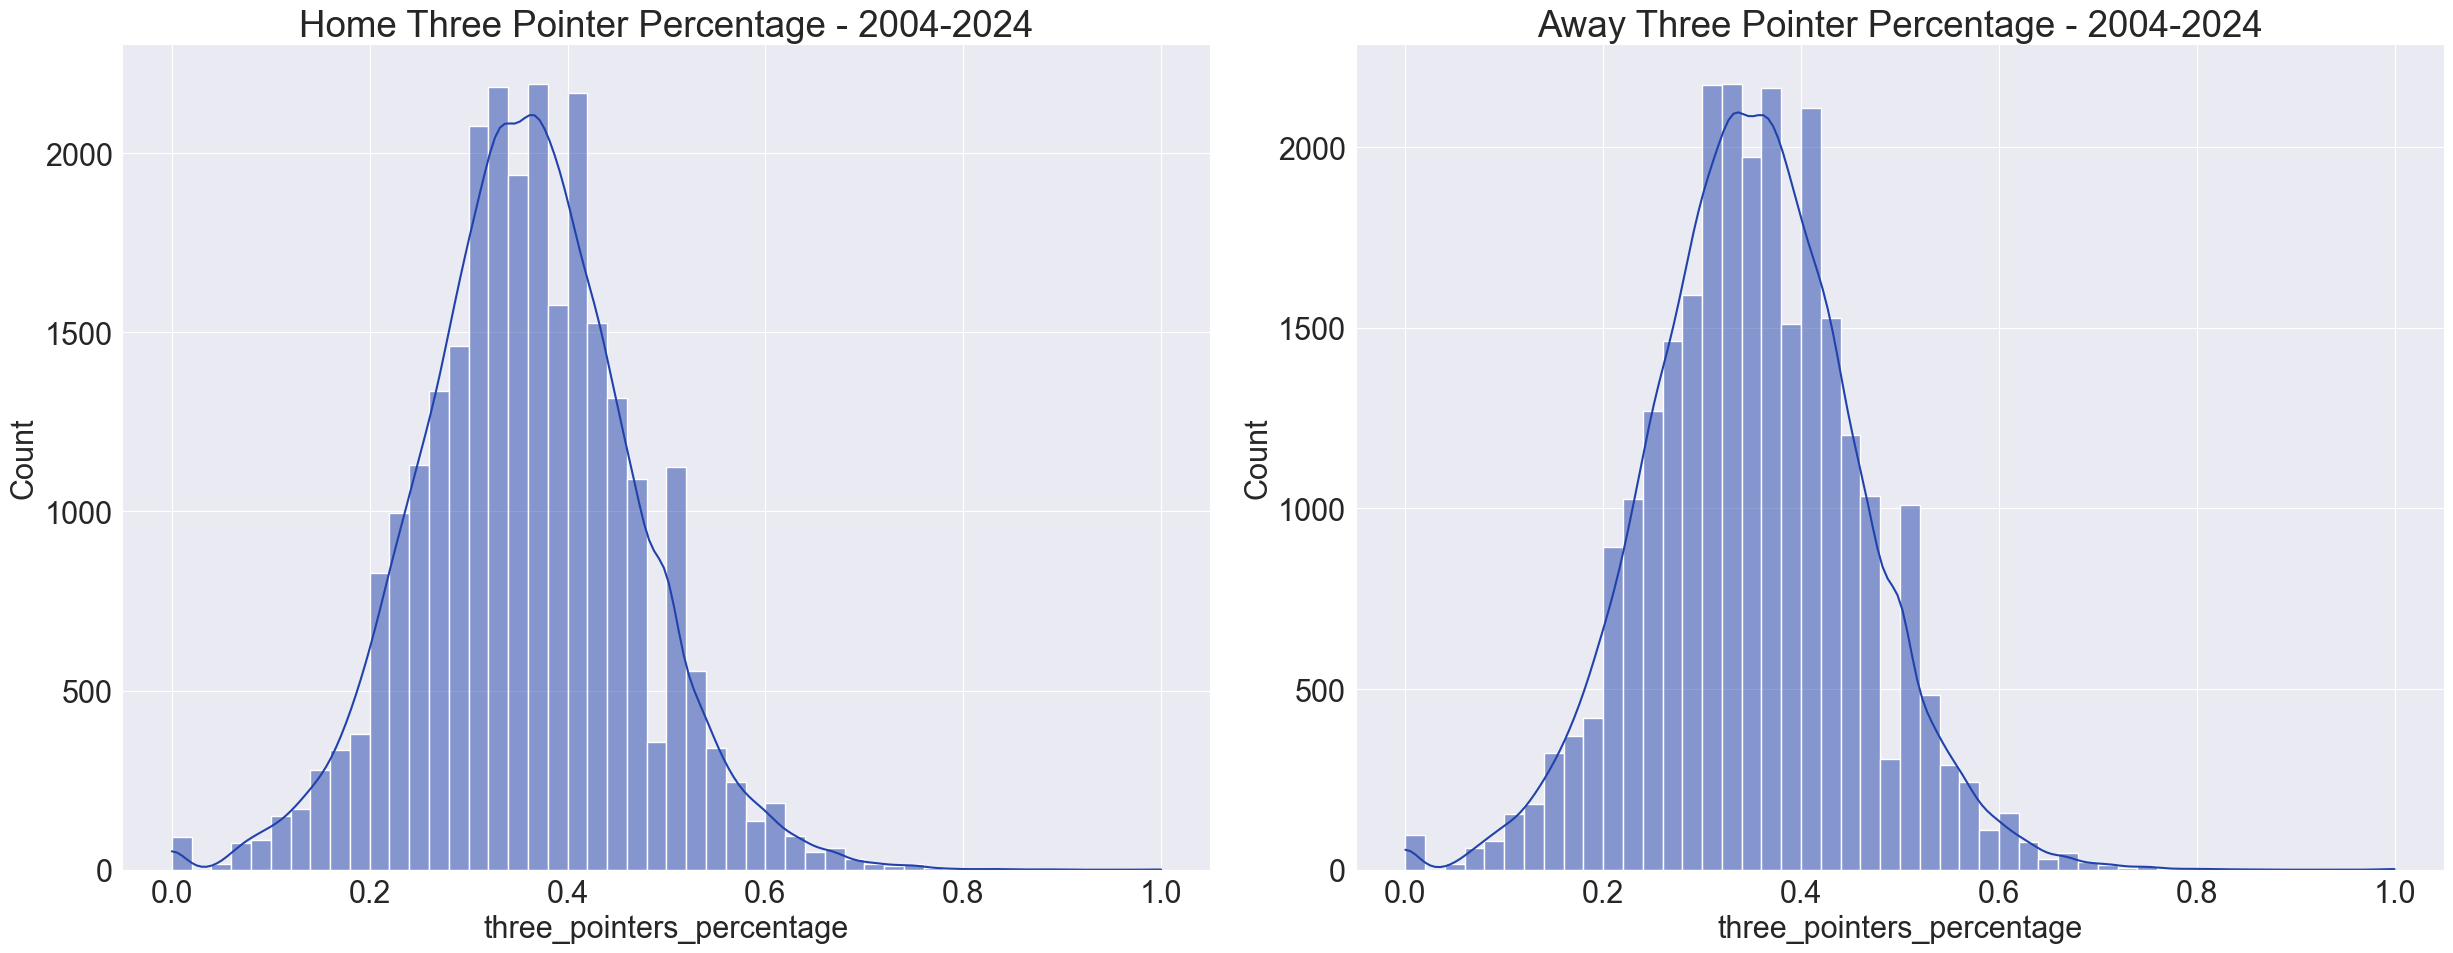 Home Three Pointer Percentage - 2004-2024
Count
2000
1500
1000
500
0
0.0 0.2 0.4 0.6 0.8 1.0
three_pointers_percentage
Away Three Pointer Percentage - 2004-2024
Count
2000
1500
1000
500
0
0.0 0.2 0.4 0.6 0.8 1.0
three_pointers_percentage